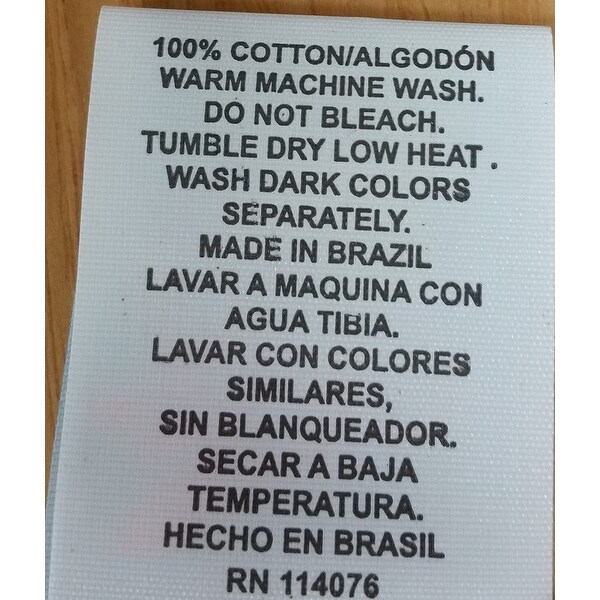 100% COTTON/ALGODÓN
WARM MACHINE WASH.
DO NOT BLEACH.
TUMBLE DRY LOW HEAT .
WASH DARK COLORS
SEPARATELY.
MADE IN BRAZIL
LAVAR A MAQUINA CON
AGUA TIBIA.
LAVAR CON COLORES
SIMILARES,
SIN BLANQUEADOR.
SECAR A BAJA
TEMPERATURA.
HECHO EN BRASIL
RN 114076